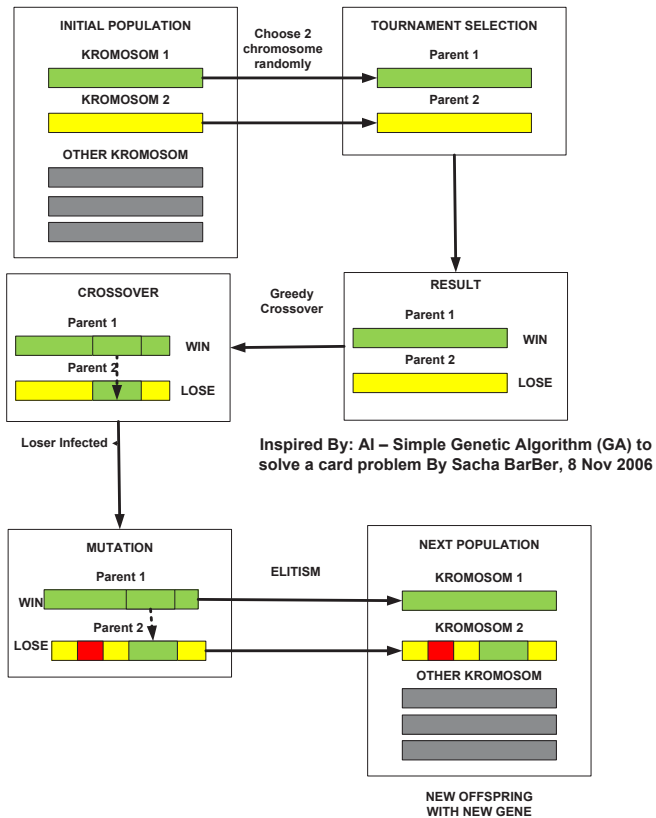 INITIAL POPULATION
KROMOSOM 1
KROMOSOM 2
OTHER KROMOSOM
Choose 2
chromosome
randomly
TOURNAMENT SELECTION
Parent 1
Parent 2
RESULT
Parent 1
WIN
Parent 2
LOSE
Greedy
Crossover
CROSSOVER
Parent 1
WIN
Parent 2
LOSE
Loser Infected
Inspired By: AI – Simple Genetic Algorithm (GA) to
solve a card problem By Sacha BarBer, 8 Nov 2006
MUTATION
Parent 1
WIN
Parent 2
LOSE
ELITISM
NEXT POPULATION
KROMOSOM 1
KROMOSOM 2
OTHER KROMOSOM
NEW OFFSPRING
WITH NEW GENE